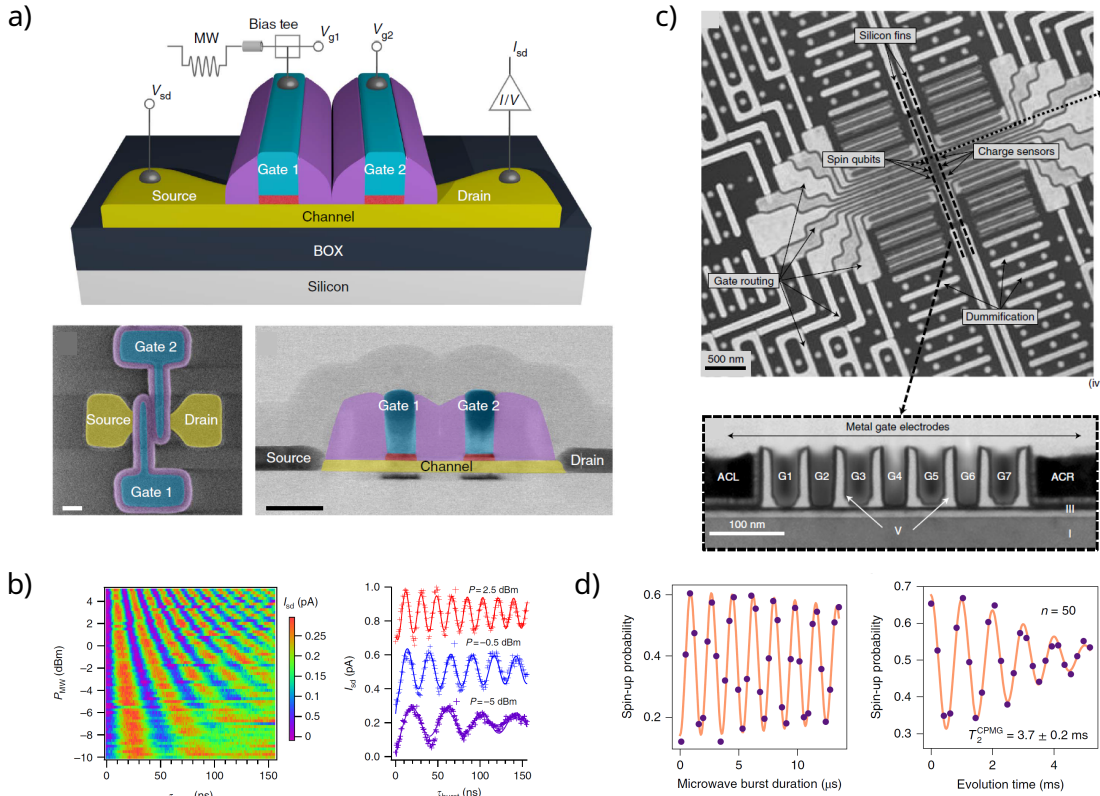 a)
MW
Bias tee
Vg1
Vg2
Isd
Vsd
I/V
Gate 1
Gate 2
Source
Drain
Channel
BOX
Silicon
Gate 2
Source
Drain
Gate 1
Gate 1
Gate 2
Source
Channel
Drain
b)
Isd (pA)
0.25
0.2
0.15
0.1
0.05
0
PMW (dBm)
4
2
0
−2
−4
−6
−8
−10
0
50
100
150
(ns)
Isd (pA)
1.0
0.8
0.6
0.4
0.2
0.0
P = 2.5 dBm
P = −0.5 dBm
P = −5 dBm
0
50
100
150
(ns)
c)
Silicon fins
Spin qubits
Charge sensors
Gate routing
Dummification
500 nm
(iv
Metal gate electrodes
ACL
G1
G2
G3
G4
G5
G6
G7
ACR
III
V
I
100 nm
d)
Spin-up probability
0.6
0.4
0.2
0
5
10
Microwave burst duration (μs)
Spin-up probability
0.7
0.6
0.5
0.4
0.3
n = 50
T2CPMG = 3.7 ± 0.2 ms
0
2
4
Evolution time (ms)